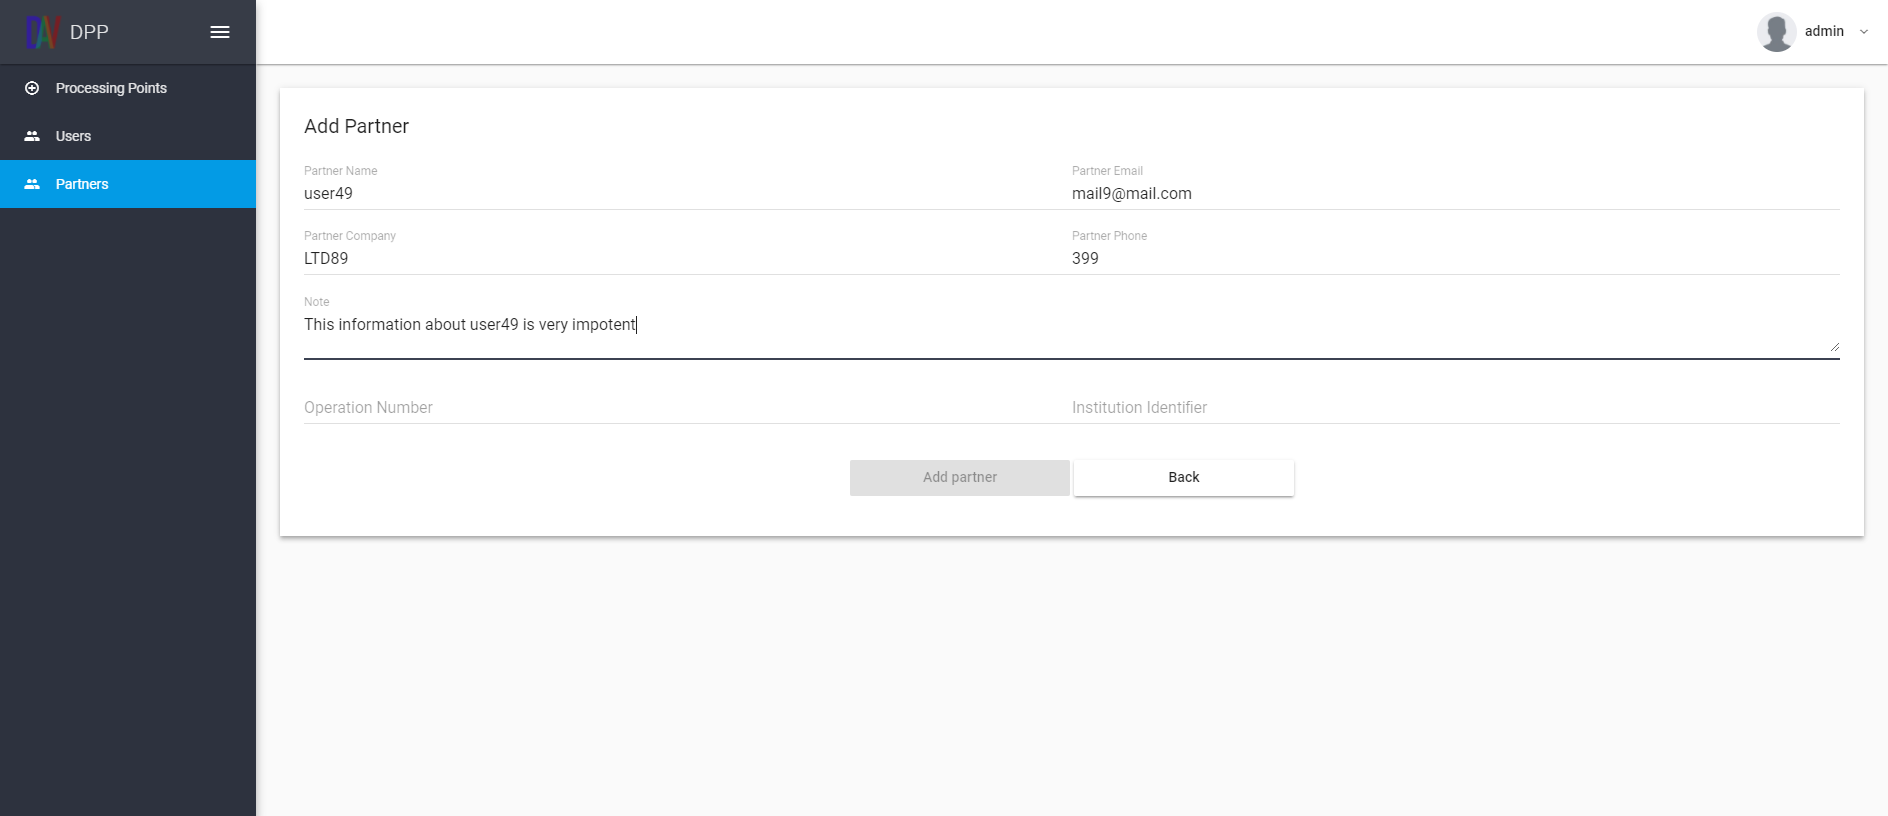 DAV DPP
admin
Processing Points
Users
Partners
Add Partner
Partner Name
Partner Email
user49
mail9@mail.com
Partner Company
Partner Phone
LTD89
399
Note
This information about user49 is very impotent
Operation Number
Institution Identifier
Add partner
Back